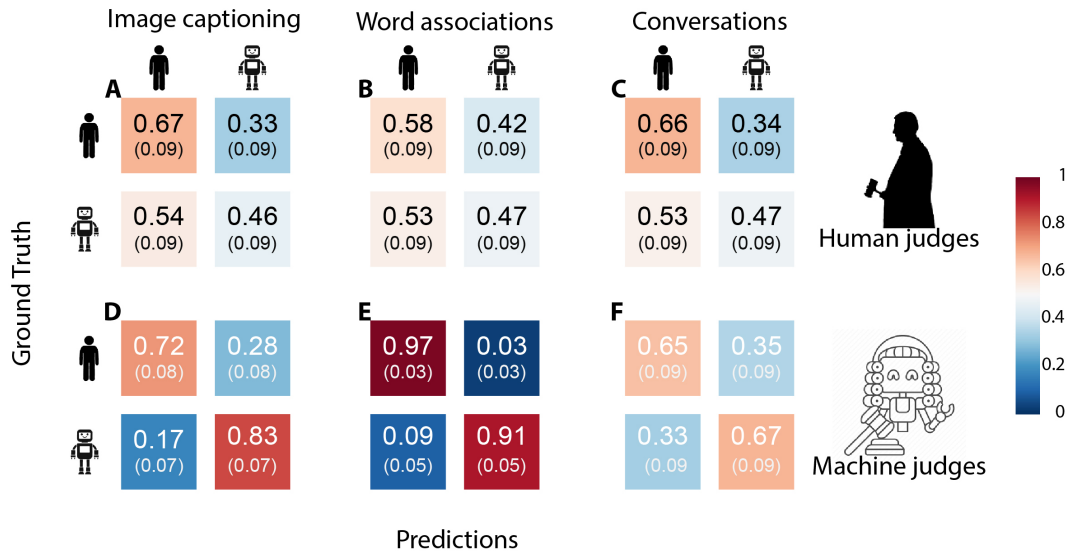 Image captioning Word associations Conversations
A B C
0.67 0.33 0.58 0.42 0.66 0.34
(0.09) (0.09) (0.09) (0.09) (0.09) (0.09)
0.54 0.46 0.53 0.47 0.53 0.47
(0.09) (0.09) (0.09) (0.09) (0.09) (0.09)
Human judges
D E F
0.72 0.28 0.97 0.03 0.65 0.35
(0.08) (0.08) (0.03) (0.03) (0.09) (0.09)
0.17 0.83 0.09 0.91 0.33 0.67
(0.07) (0.07) (0.05) (0.05) (0.09 (0.09)
Machine judges
1
0.8
0.6
0.4
0.2
0
Ground Truth
Predictions